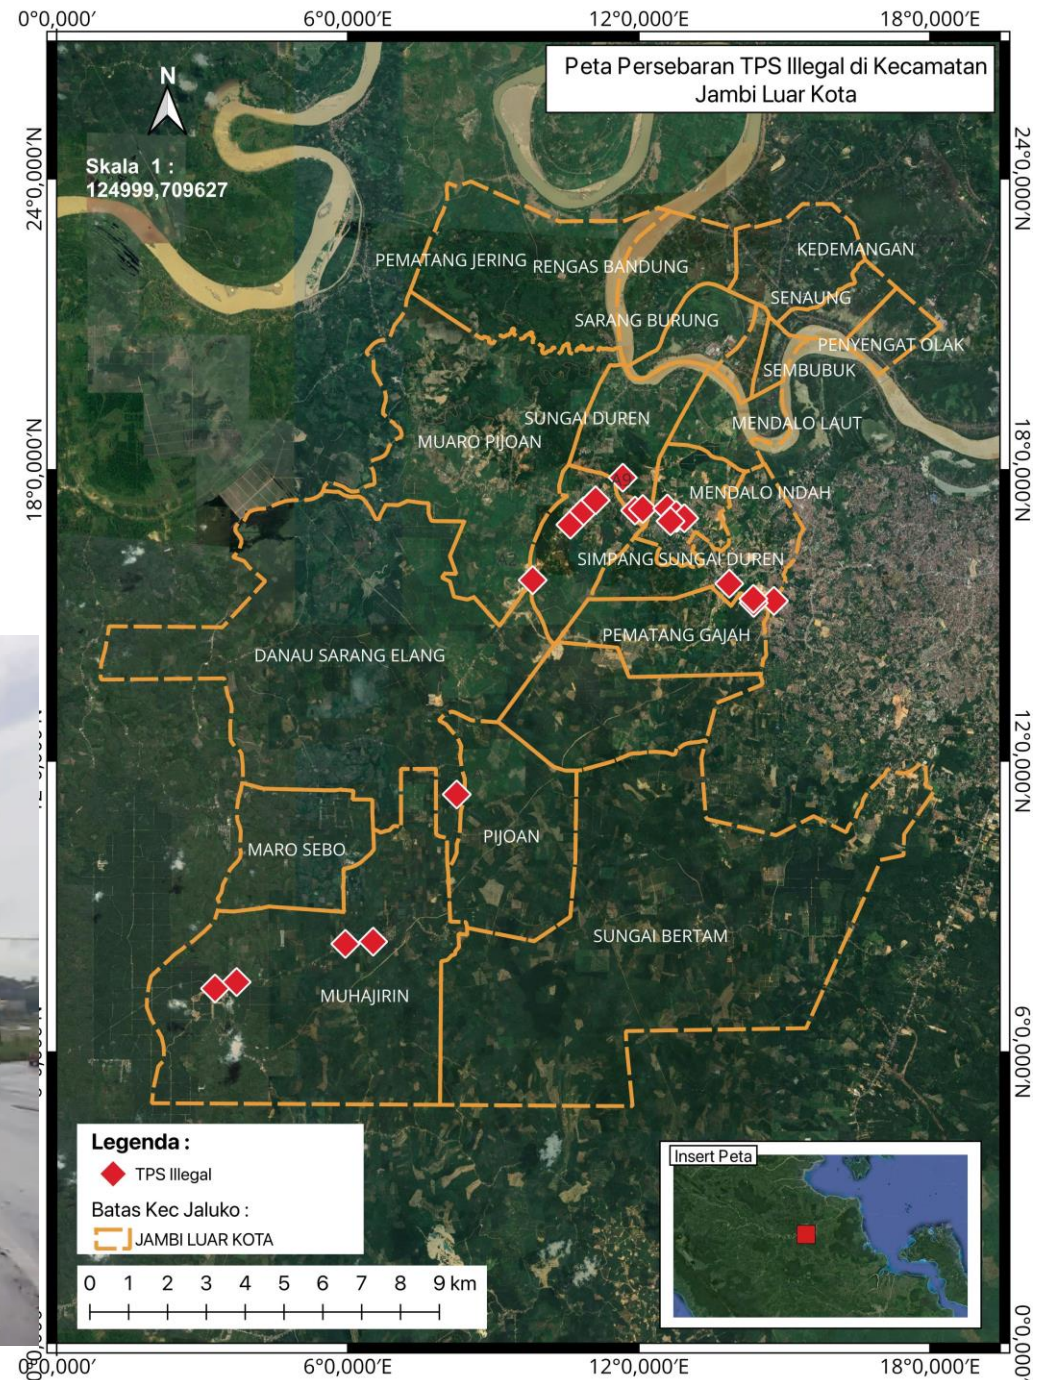 0°0,000′ 6°0,000′E 12°0,000′E 18°0,000′E
Peta Persebaran TPS Illegal di Kecamatan
Jambi Luar Kota
N
Skala 1 :
124999,709627
24°0,000′N
24°0,000′N
KEDEMANGAN
PEMATANG JERING
RENGAS BANDUNG
SENAUNG
SARANG BURUNG
PENYENGAT OLAK
SEMBUBUK
SUNGAI DUREN
MENDALO LAUT
MUARO PIJOAN
18°0,000′N
18°0,000′N
MENDALO INDAH
SIMPANG SUNGAI DUREN
PEMATANG GAJAH
DANAU SARANG ELANG
12°0,000′N
PIJOAN
MARO SEBO
SUNGAI BERTAM
MUHAJIRIN
6°0,000′N
Legenda :
TPS Illegal
Batas Kec Jaluko :
JAMBI LUAR KOTA
Insert Peta
0 1 2 3 4 5 6 7 8 9 km
0°0,000′ 6°0,000′E 12°0,000′E 18°0,000′E